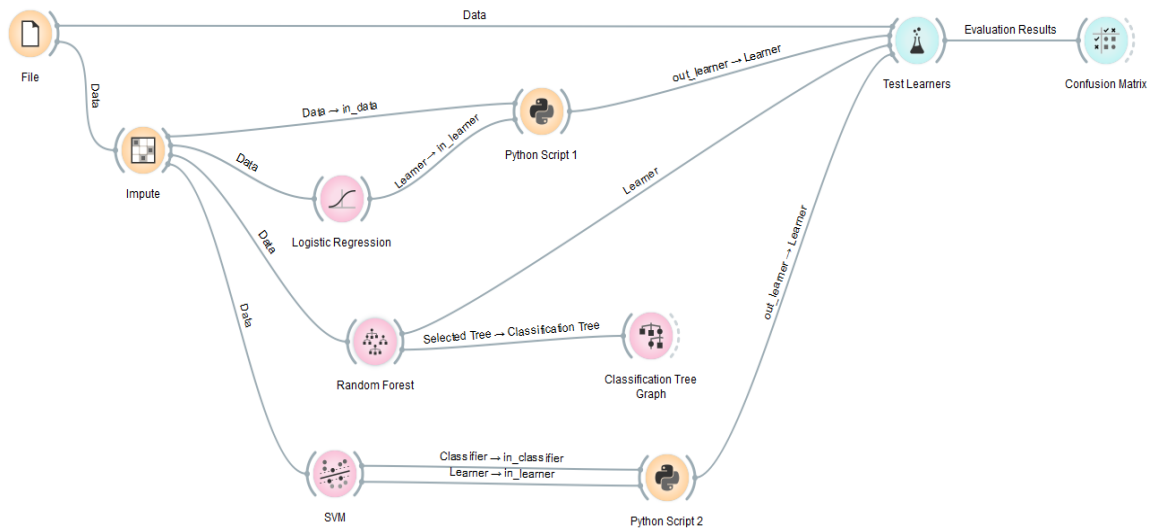 Data
Evaluation Results
File
Test Learners
Confusion Matrix
Data
out_learner → Learner
Data → in_data
Python Script 1
Data
Learner → in_learner
Impute
Learner
Logistic Regression
Data
out_learner → Learner
Data
Selected Tree → Classification Tree
Random Forest
Classification Tree
Graph
Classifier → in_classifier
Learner → in_learner
SVM
Python Script 2